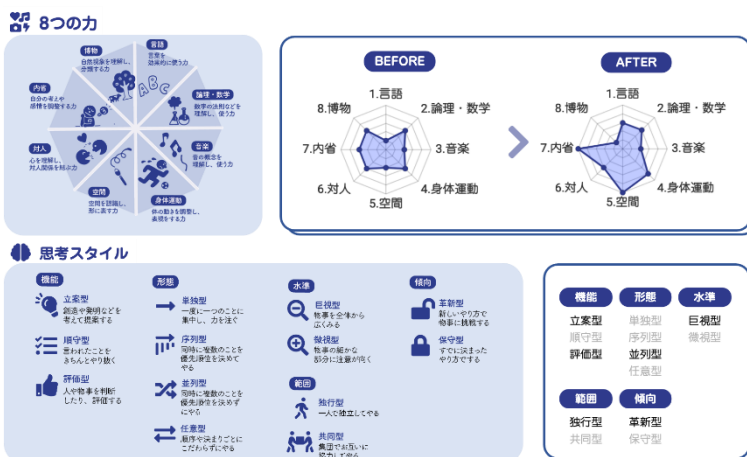 8つの力
博物
自然現象を理解し、
分類する力
言語
言葉を
効果的に使う力
内省
自分の考えや
感情を調整する力
論理・数学
数字の法則などを
理解し、使う力
対人
心を理解し、
対人関係を結ぶ力
音楽
音の概念を
理解し、使う力
空間
空間を認識し、
形に表す力
身体運動
体の動きを調整し、
表現をする力
ABC
BEFORE
1.言語
2.論理・数学
3.音楽
4.身体運動
5.空間
6.対人
7.内省
8.博物
AFTER
1.言語
2.論理・数学
3.音楽
4.身体運動
5.空間
6.対人
7.内省
8.博物
思考スタイル
機能
立案型
創造や発明などを
考えて提案する
順守型
言われたことを
きちんとやり抜く
評価型
人や物事を判断
したり、評価する
形態
単独型
一度に一つのことに
集中し、力を注ぐ
序列型
同時に複数のことを
優先順位を決めて
やる
並列型
同時に複数のことを
優先順位を決めず
にやる
任意型
順序や決まりごとに
こだわらずにやる
水準
巨視型
物事を全体から
広くみる
微視型
物事の細かな
部分に注意が向く
範囲
独行型
一人で独立してやる
共同型
集団でお互いに
協力してやる
傾向
革新型
新しいやり方で
物事に挑戦する
保守型
すでに決まった
やり方でする
機能
立案型
順守型
評価型
形態
単独型
序列型
並列型
任意型
水準
巨視型
微視型
範囲
独行型
共同型
傾向
革新型
保守型